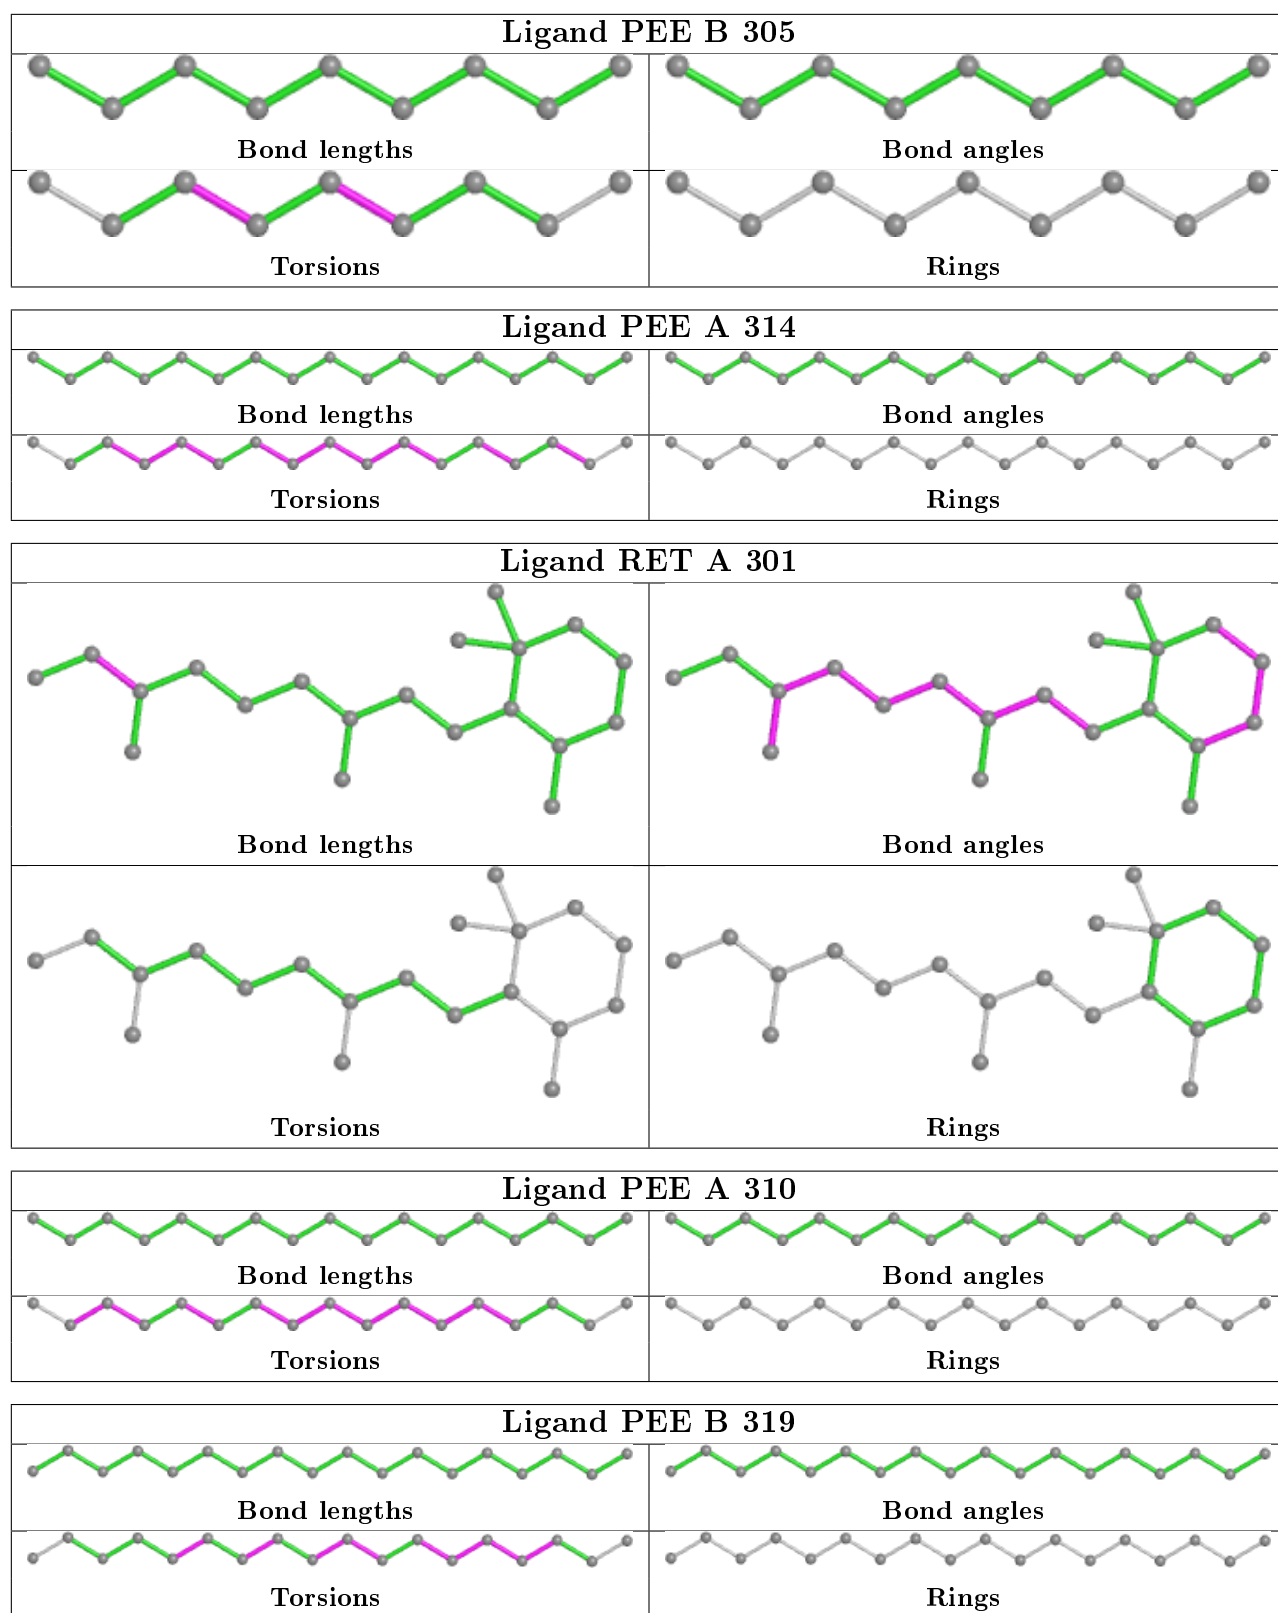 Ligand PEE B 305
Bond lengths
Bond angles
Torsions
Rings
Ligand PEE A 314
Bond lengths
Bond angles
Torsions
Rings
Ligand RET A 301
Bond lengths
Bond angles
Torsions
Rings
Ligand PEE A 310
Bond lengths
Bond angles
Torsions
Rings
Ligand PEE B 319
Bond lengths
Bond angles
Torsions
Rings